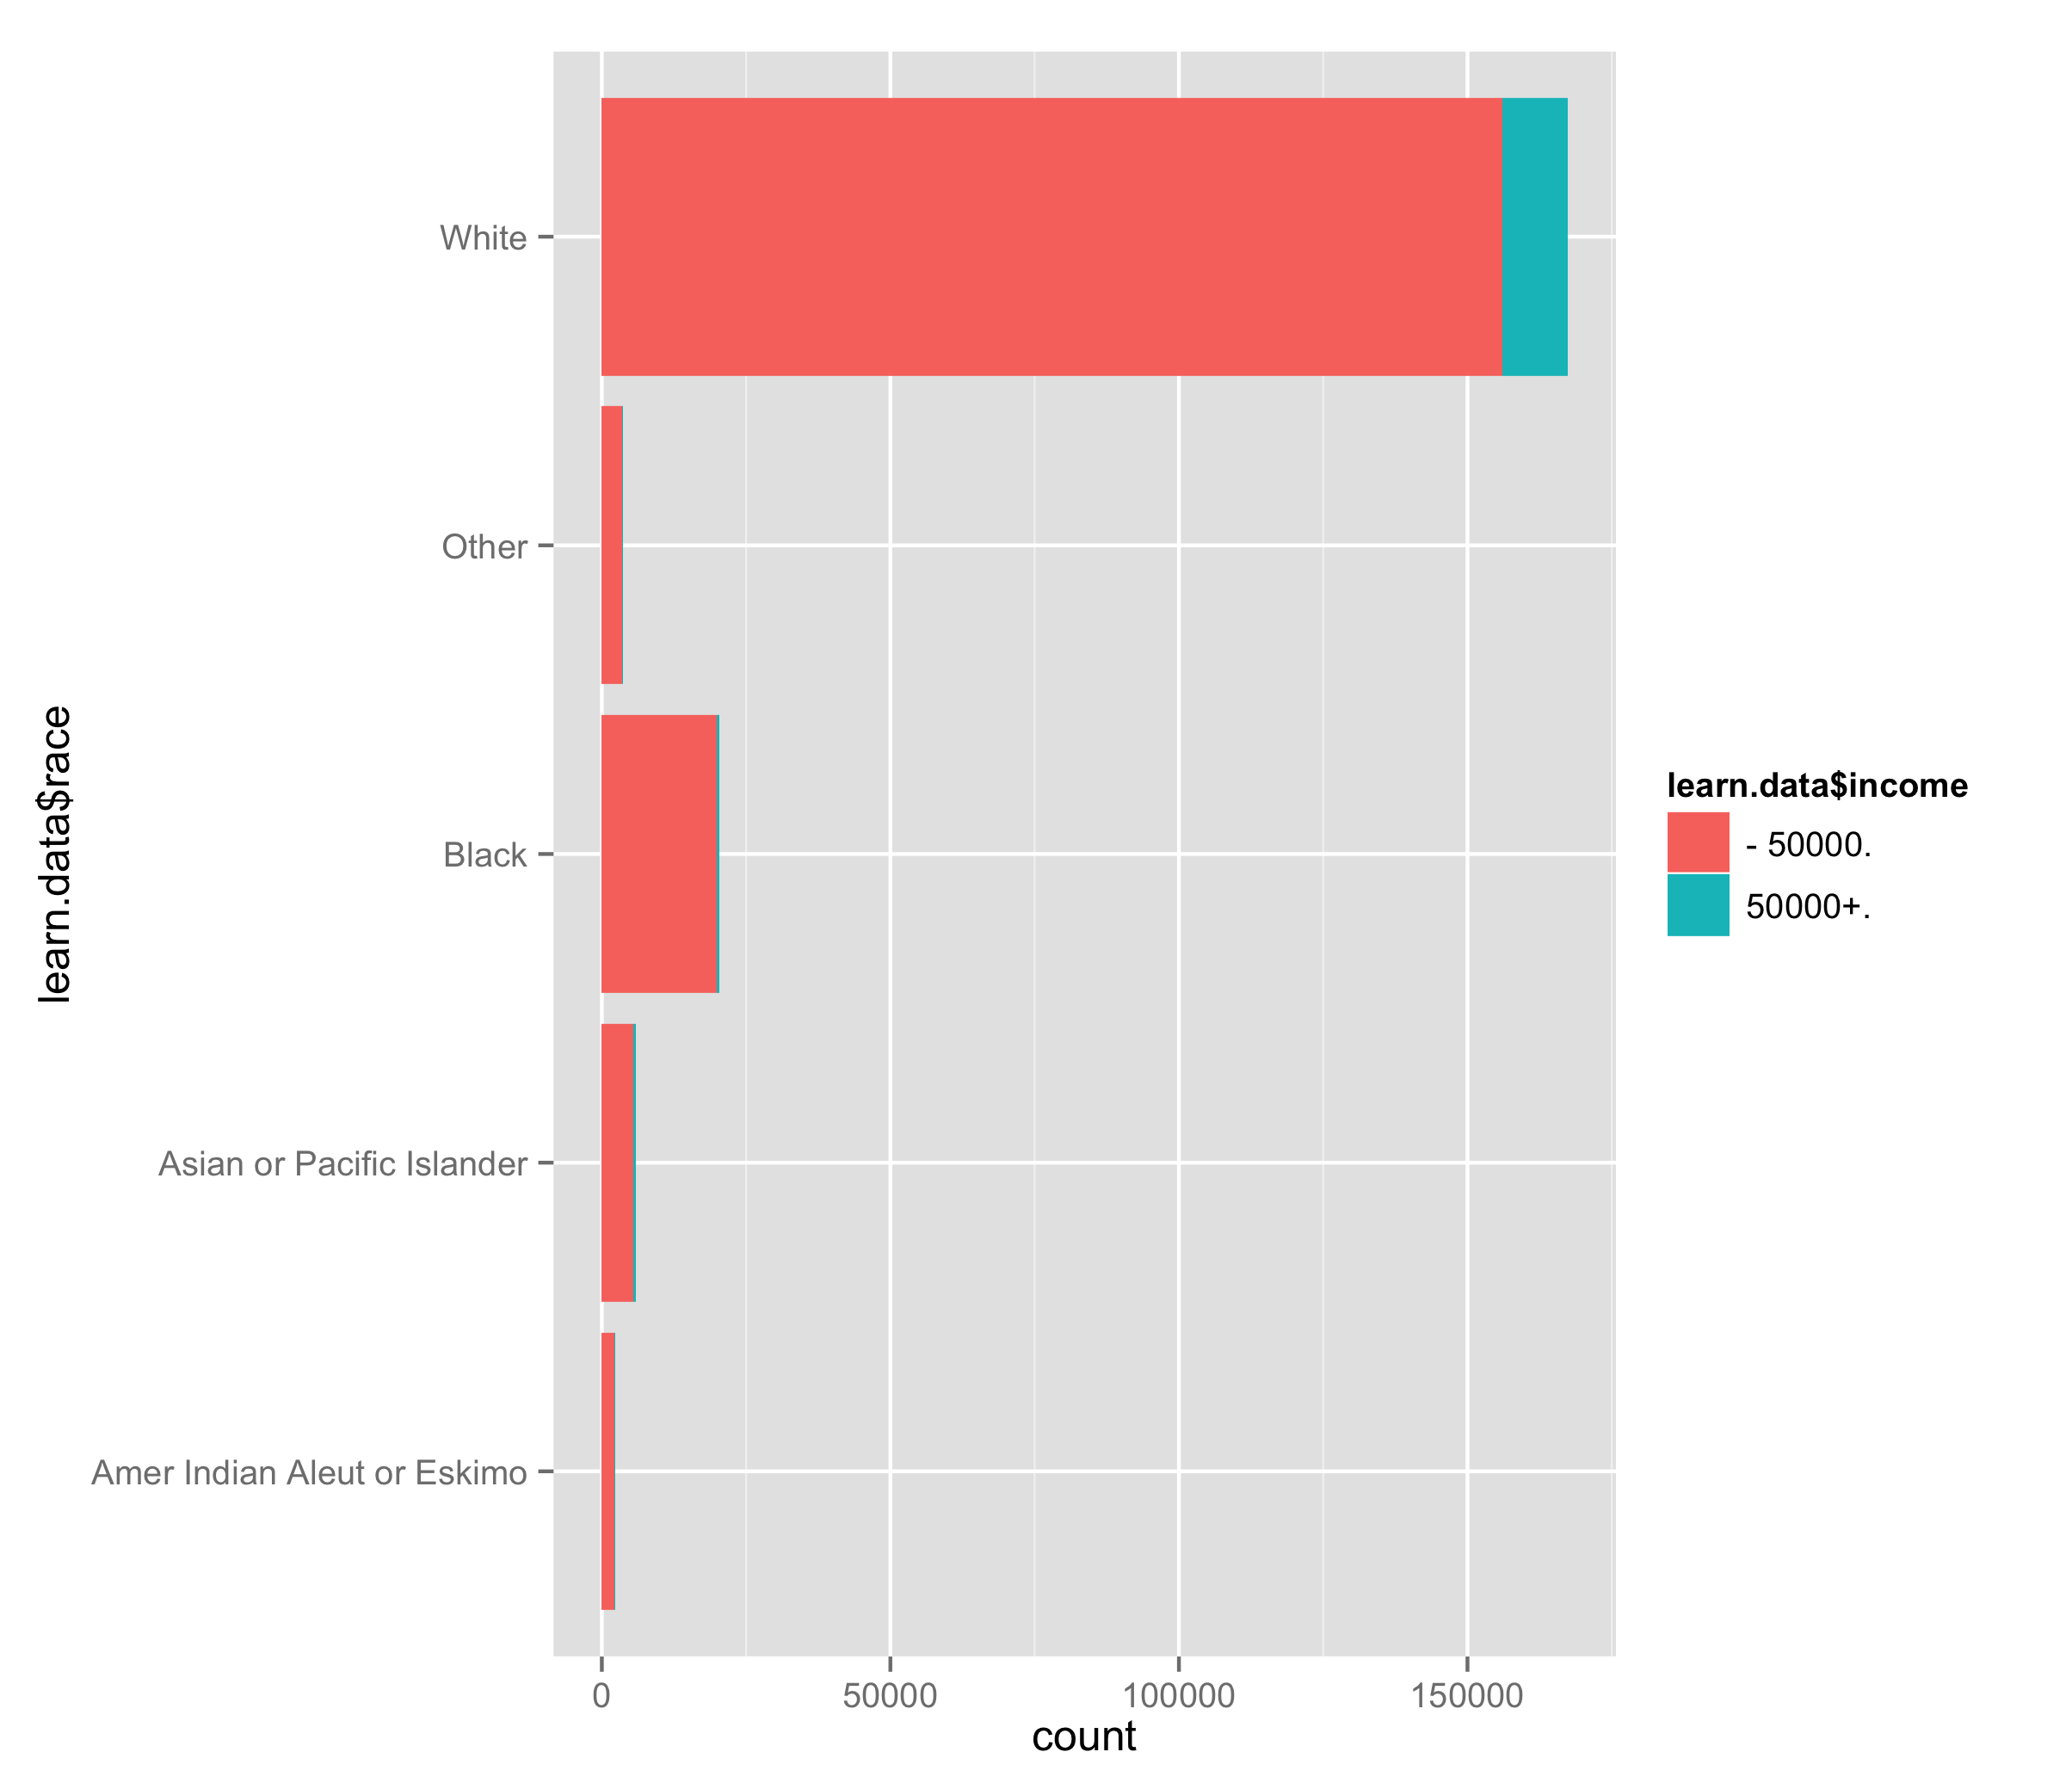 White
Other
Black
Asian or Pacific Islander
Amer Indian Aleut or Eskimo
learn.data$race
0 50000 100000 150000
count
learn.data$income
- 50000.
50000+.